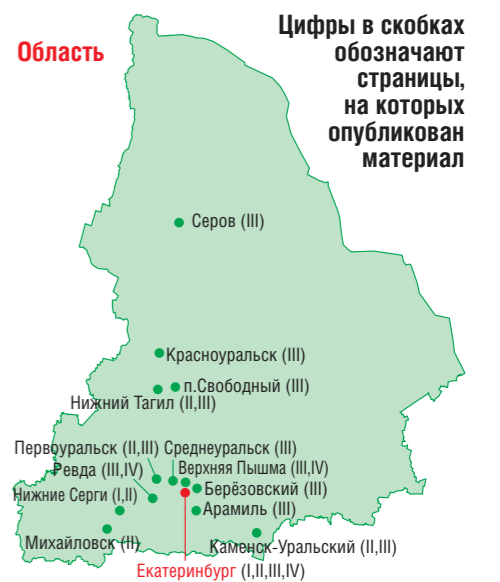 Цифры в скобках
обозначают
страницы,
на которых
опубликован
материал
Область
Серов (III)
Красноуральск (III)
п.Свободный (III)
Нижний Тагил (II,III)
Первоуральск (II,III)
Среднеуральск (III)
Ревда (III,IV)
Верхняя Пышма (III,IV)
Нижние Серги (I,II)
Берёзовский (III)
Арамиль (III)
Михайловск (II)
Каменск-Уральский (II,III)
Екатеринбург (I,II,III,IV)